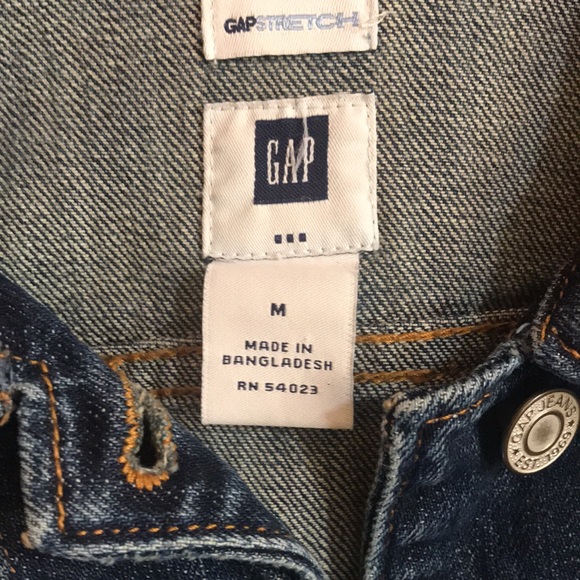 GAPSTRETCH
GAP
M
MADE IN
BANGLADESH
RN 54023
GAP JEANS
EST. 1969